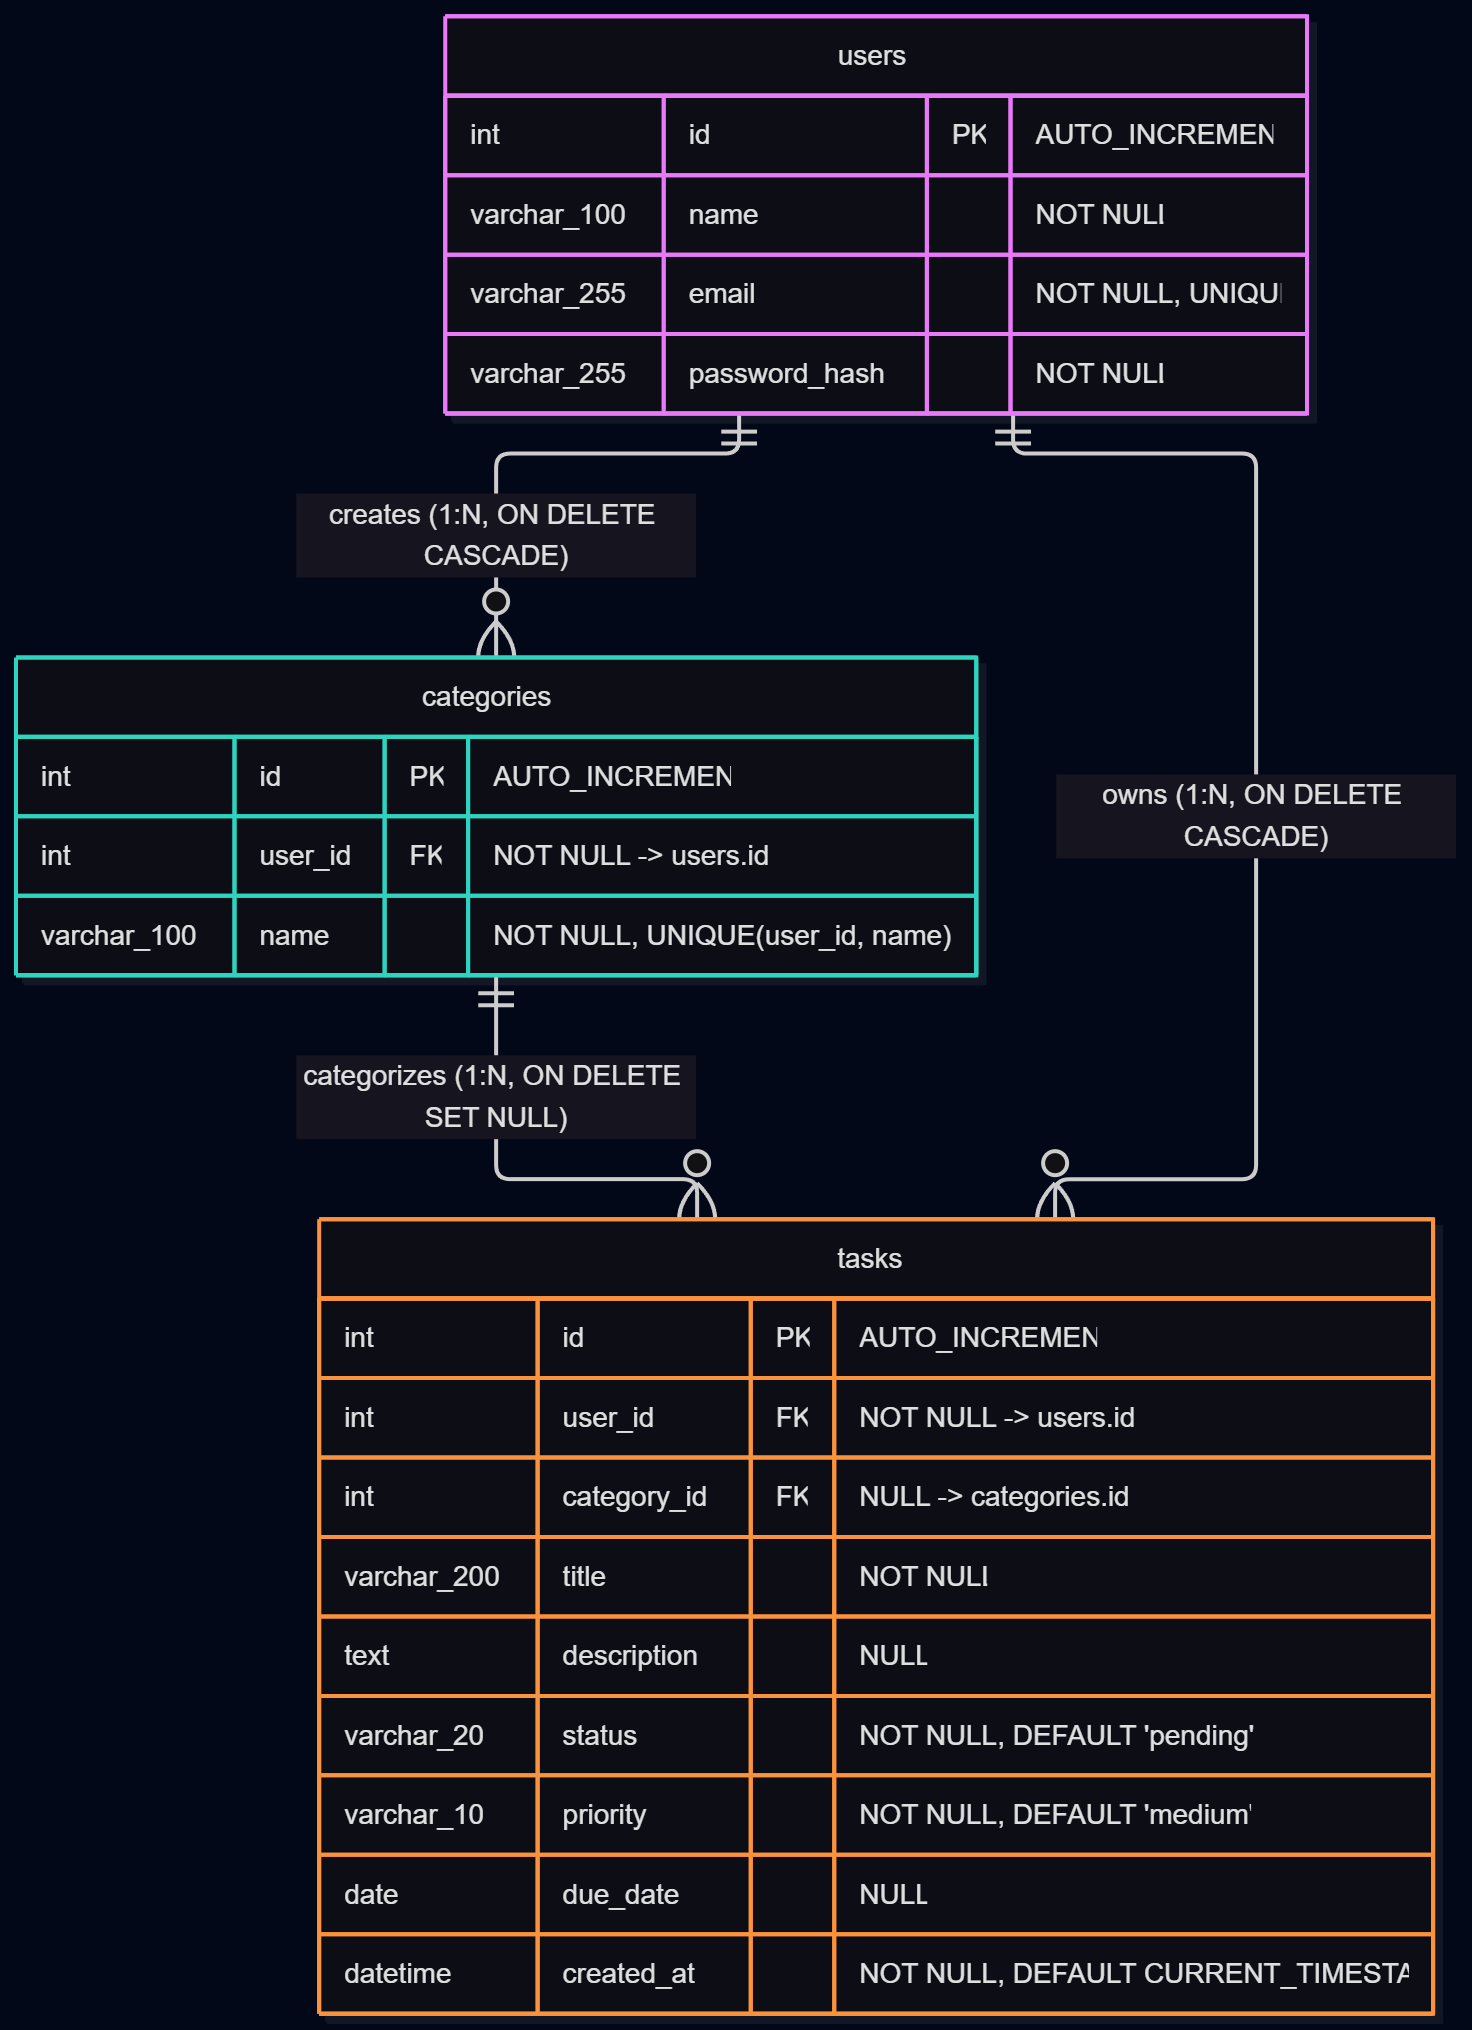 users
int id PK AUTO_INCREMEN
varchar_100 name NOT NUL
varchar_255 email NOT NULL, UNIQU
varchar_255 password_hash NOT NUL
creates (1:N, ON DELETE
CASCADE)
categories
int id PK AUTO_INCREMEN
int user_id FK NOT NULL -> users.id
varchar_100 name NOT NULL, UNIQUE(user_id, name)
owns (1:N, ON DELETE
CASCADE)
categorizes (1:N, ON DELETE
SET NULL)
tasks
int id PK AUTO_INCREMEN
int user_id FK NOT NULL -> users.id
int category_id FK NULL -> categories.id
varchar_200 title NOT NUL
text description NULL
varchar_20 status NOT NULL, DEFAULT 'pending'
varchar_10 priority NOT NULL, DEFAULT 'medium'
date due_date NULL
datetime created_at NOT NULL, DEFAULT CURRENT_TIMESTA